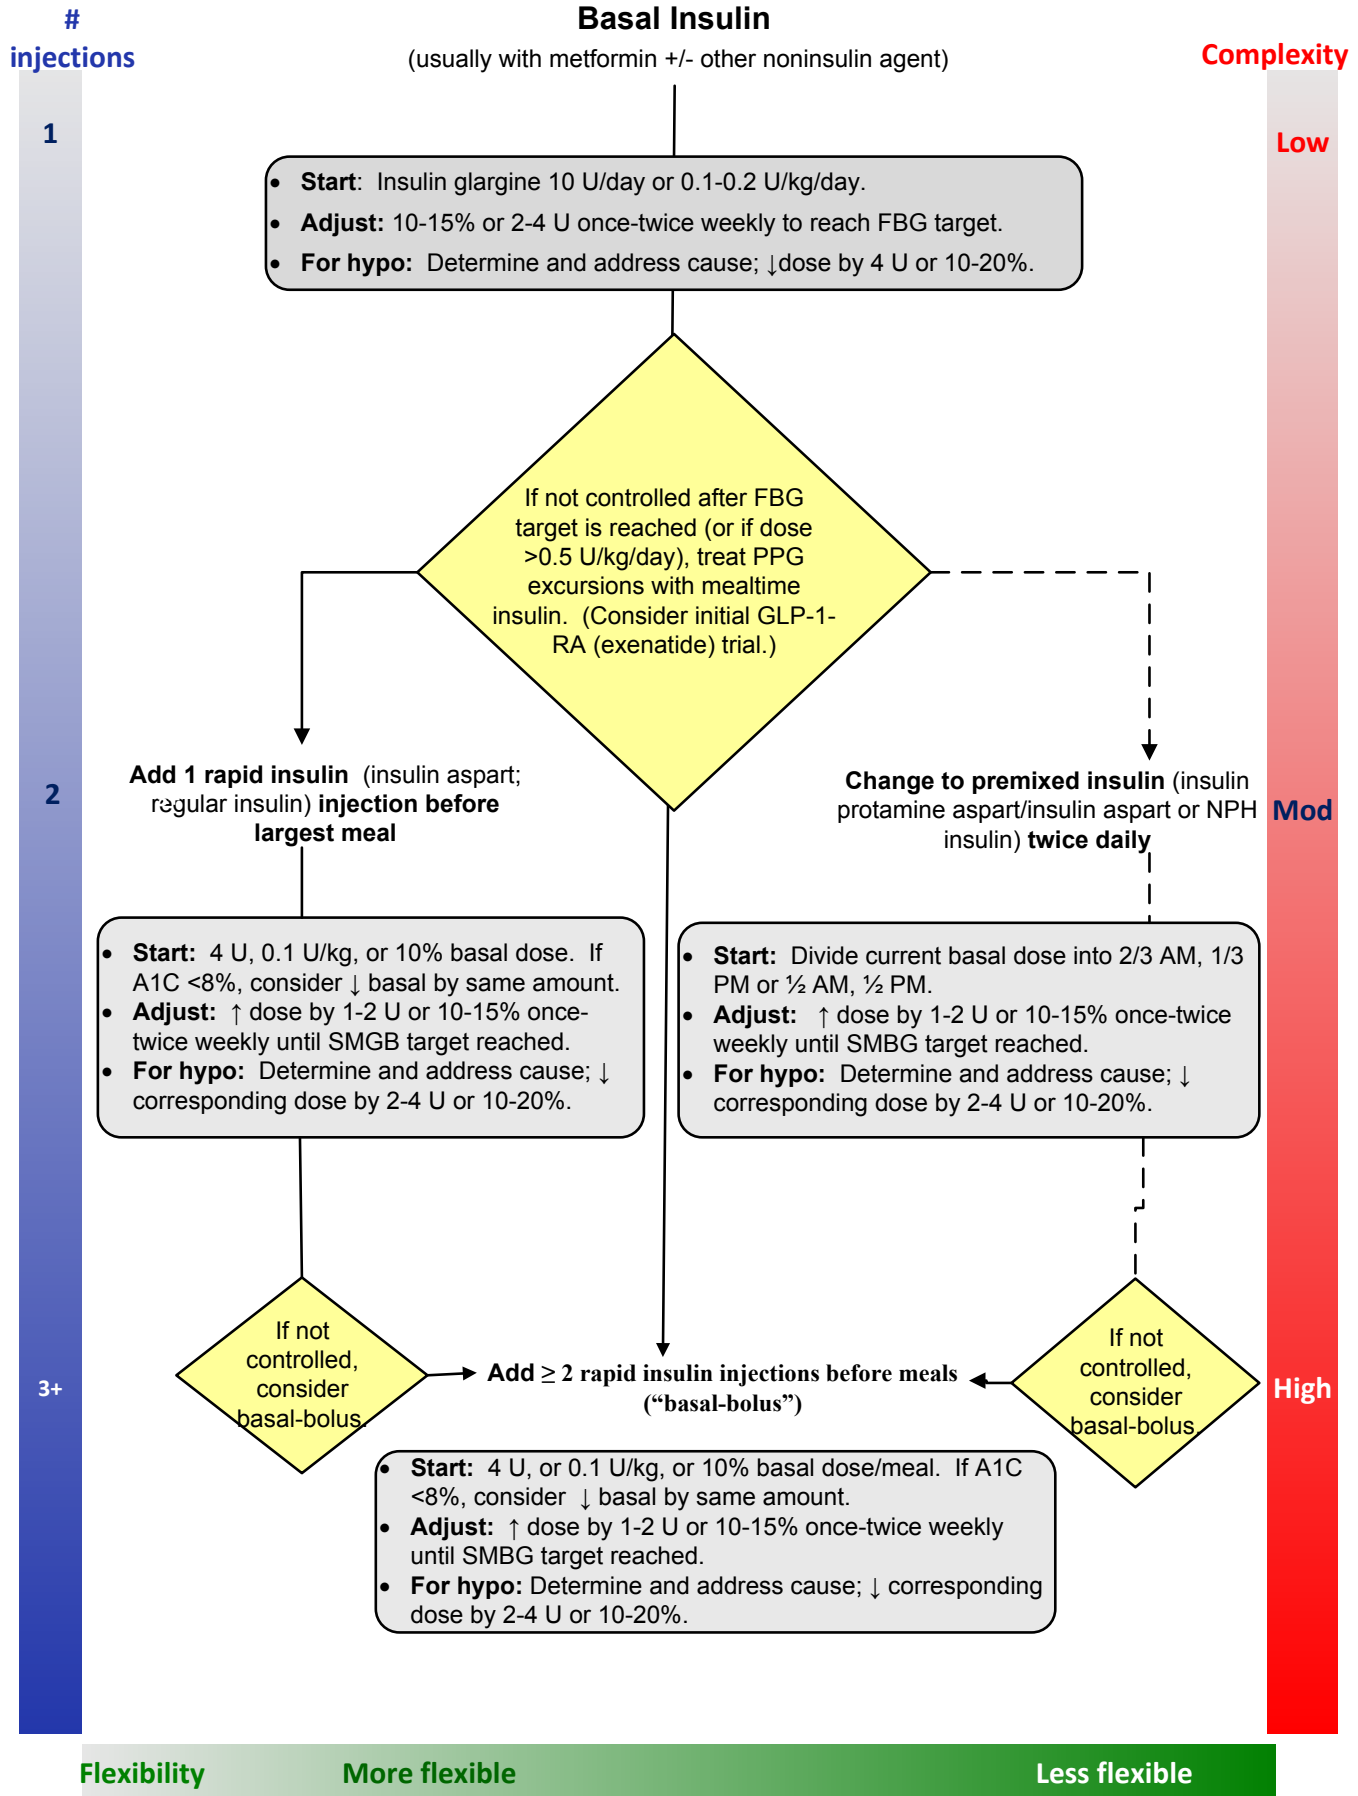 #
injections
Basal Insulin
(usually with metformin +/- other noninsulin agent)
Complexity
1
Low
• Start:  Insulin glargine 10 U/day or 0.1-0.2 U/kg/day.
• Adjust: 10-15% or 2-4 U once-twice weekly to reach FBG target.
• For hypo:  Determine and address cause; ↓dose by 4 U or 10-20%.
If not controlled after FBG
target is reached (or if dose
>0.5 U/kg/day), treat PPG
excursions with mealtime
insulin.  (Consider initial GLP-1-
RA (exenatide) trial.)
2
Add 1 rapid insulin  (insulin aspart;
regular insulin) injection before
largest meal
Change to premixed insulin (insulin
protamine aspart/insulin aspart or NPH
insulin) twice daily
Mod
• Start:  4 U, 0.1 U/kg, or 10% basal dose.  If
A1C <8%, consider ↓ basal by same amount.
• Adjust:  ↑ dose by 1-2 U or 10-15% once-
twice weekly until SMGB target reached.
• For hypo:  Determine and address cause; ↓
corresponding dose by 2-4 U or 10-20%.
• Start:  Divide current basal dose into 2/3 AM, 1/3
PM or ½ AM, ½ PM.
• Adjust:   ↑ dose by 1-2 U or 10-15% once-twice
weekly until SMBG target reached.
• For hypo:  Determine and address cause; ↓
corresponding dose by 2-4 U or 10-20%.
3+
If not
controlled,
consider
basal-bolus.
Add ≥ 2 rapid insulin injections before meals
(“basal-bolus”)
If not
controlled,
consider
basal-bolus.
High
• Start:  4 U, or 0.1 U/kg, or 10% basal dose/meal.  If A1C
<8%, consider  ↓ basal by same amount.
• Adjust:  ↑ dose by 1-2 U or 10-15% once-twice weekly
until SMBG target reached.
• For hypo: Determine and address cause; ↓ corresponding
dose by 2-4 U or 10-20%.
Flexibility
More flexible
Less flexible